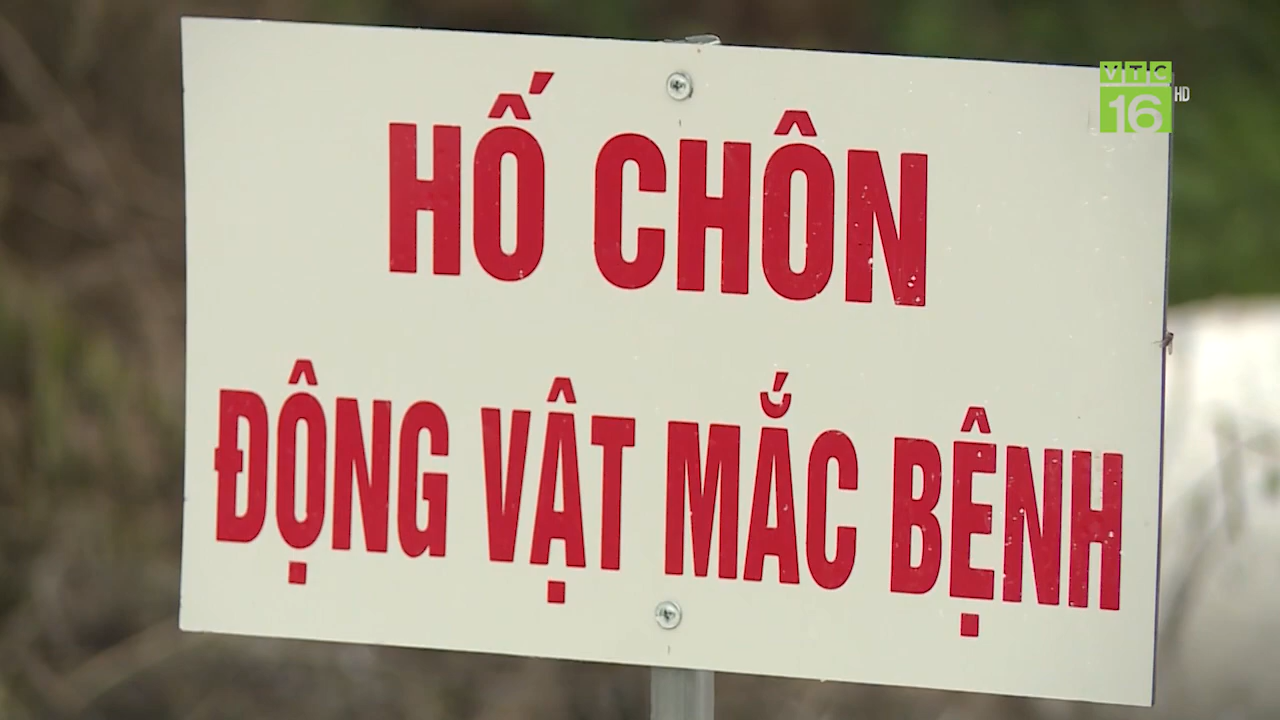 HỐ CHÔN
ĐỘNG VẬT MẮC BỆNH
VTC
16
HD